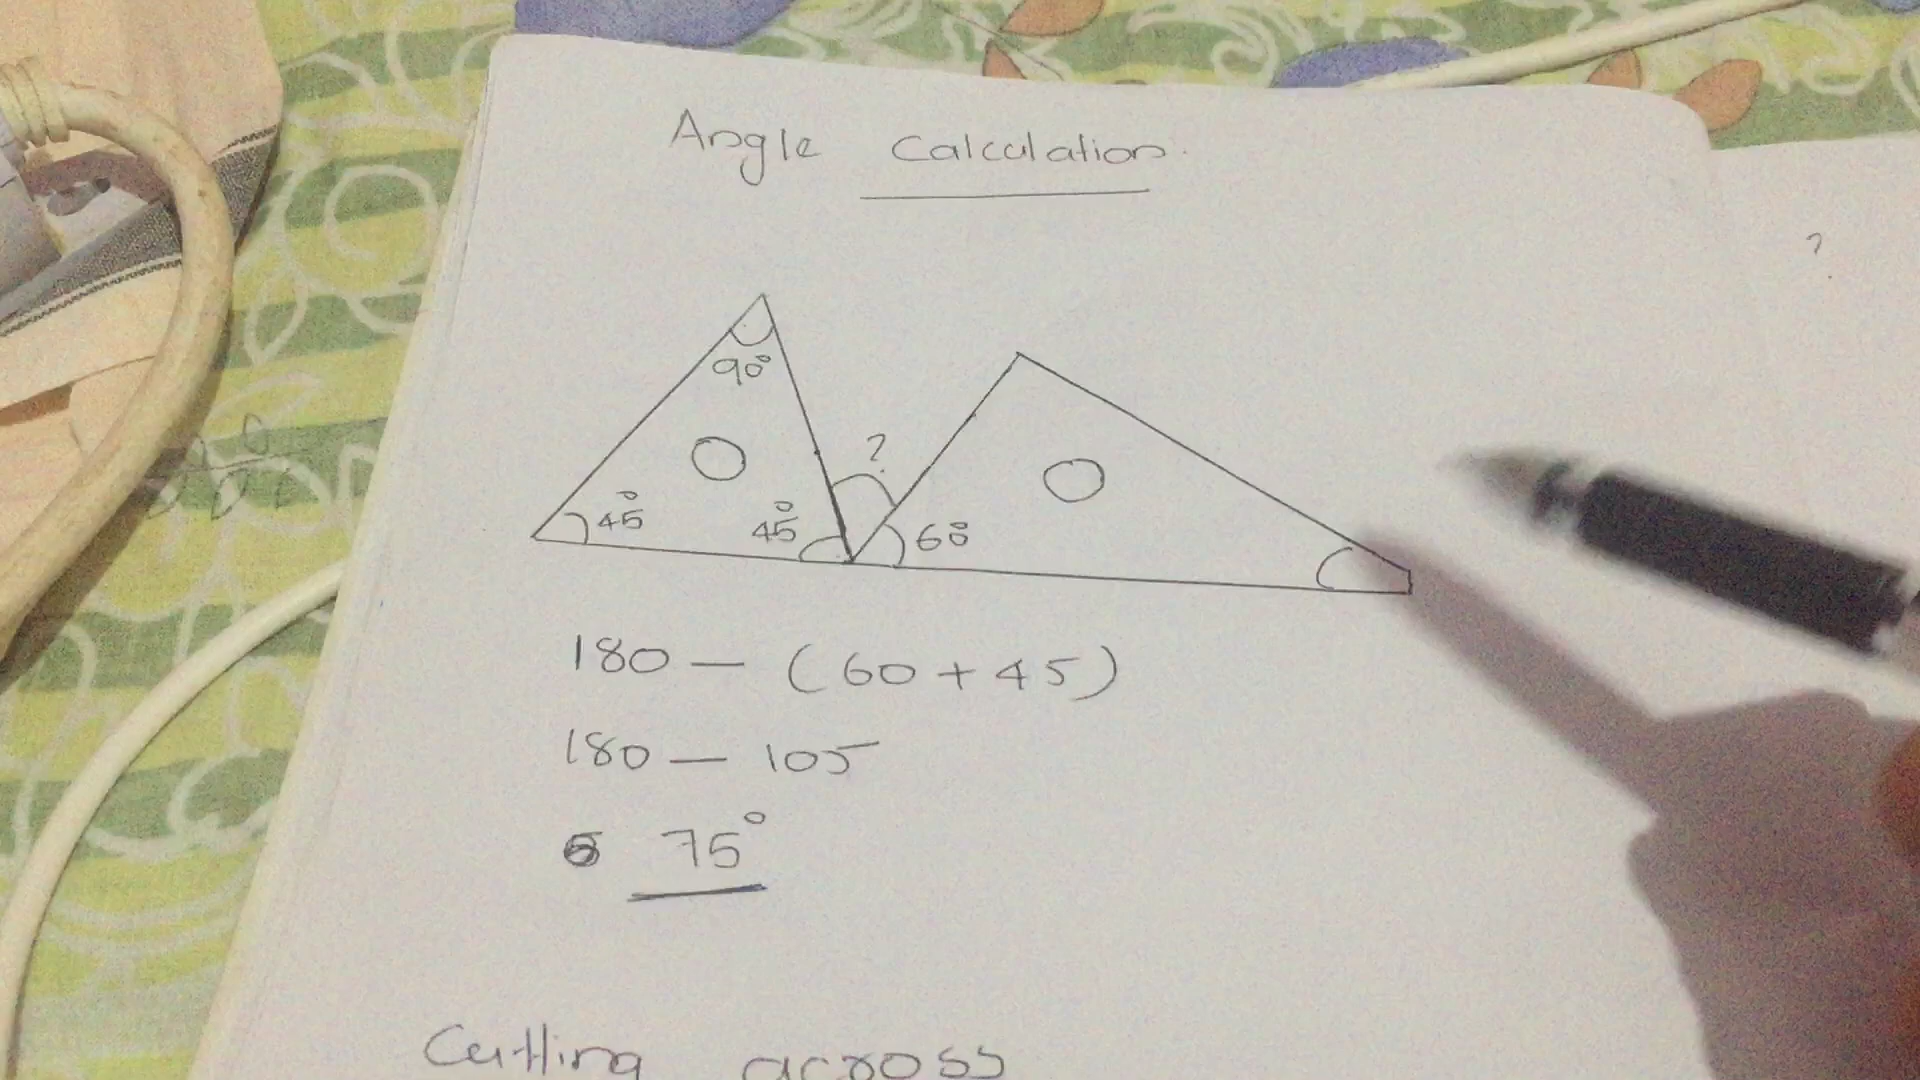 Angle Calculation.
?
90°
?
45° 45° 60°
180 — (60 + 45)
180 — 105
75°
Cutting across